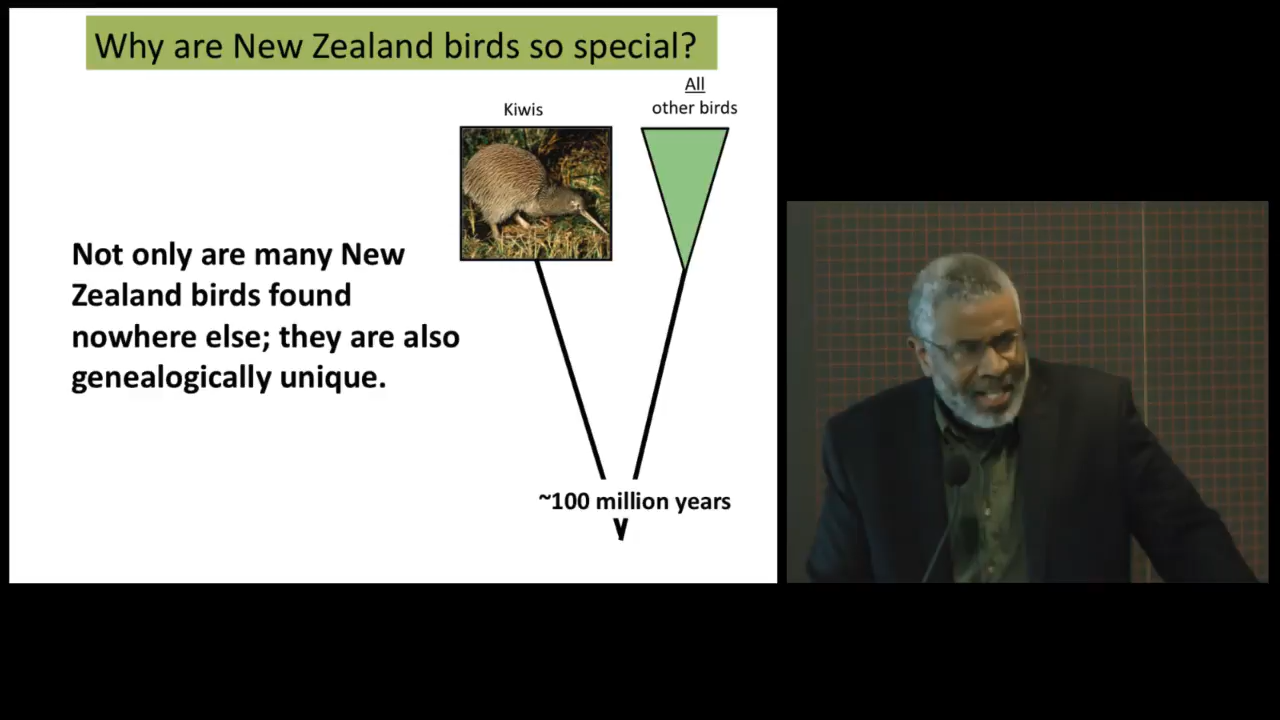 Why are New Zealand birds so special?
All
Kiwis
other birds
Not only are many New
Zealand birds found
nowhere else; they are also
genealogically unique.
~100 million years